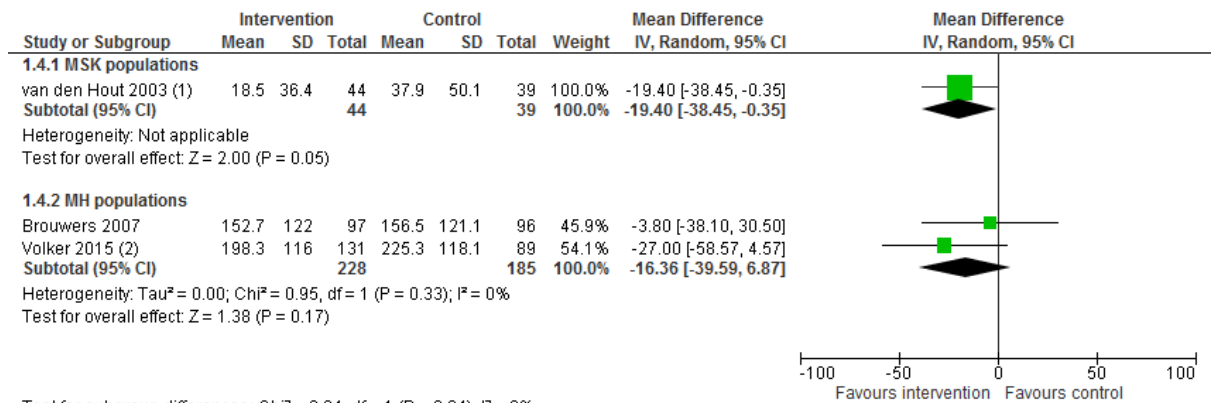 Intervention Control Mean Difference Mean Difference
Study or Subgroup Mean SD Total Mean SD Total Weight IV, Random, 95% CI IV, Random, 95% CI
1.4.1 MSK populations
van den Hout 2003 (1) 18.5 36.4 44 37.9 50.1 39 100.0% -19.40 [-38.45, -0.35]
Subtotal (95% CI) 44 39 100.0% -19.40 [-38.45, -0.35]
Heterogeneity: Not applicable
Test for overall effect: Z = 2.00 (P = 0.05)
1.4.2 MH populations
Brouwers 2007 152.7 122 97 156.5 121.1 96 45.9% -3.80 [-38.10, 30.50]
Volker 2015 (2) 198.3 116 131 225.3 118.1 89 54.1% -27.00 [-58.57, 4.57]
Subtotal (95% CI) 228 185 100.0% -16.36 [-39.59, 6.87]
Heterogeneity: Tau² = 0.00; Chi² = 0.95, df = 1 (P = 0.33); I² = 0%
Test for overall effect: Z = 1.38 (P = 0.17)
-100 -50 0 50 100
Favours intervention Favours control